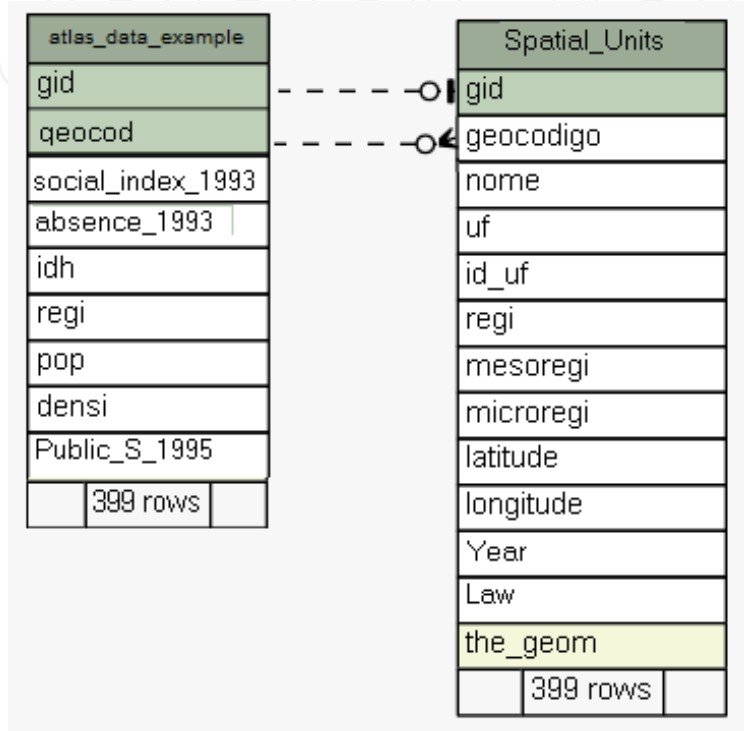 atlas_data_example
gid
qeocod
social_index_1993
absence_1993
idh
regi
pop
densi
Public_S_1995
399 rows
Spatial_Units
gid
geocodigo
nome
uf
id_uf
regi
mesoregi
microregi
latitude
longitude
Year
Law
the_geom
399 rows